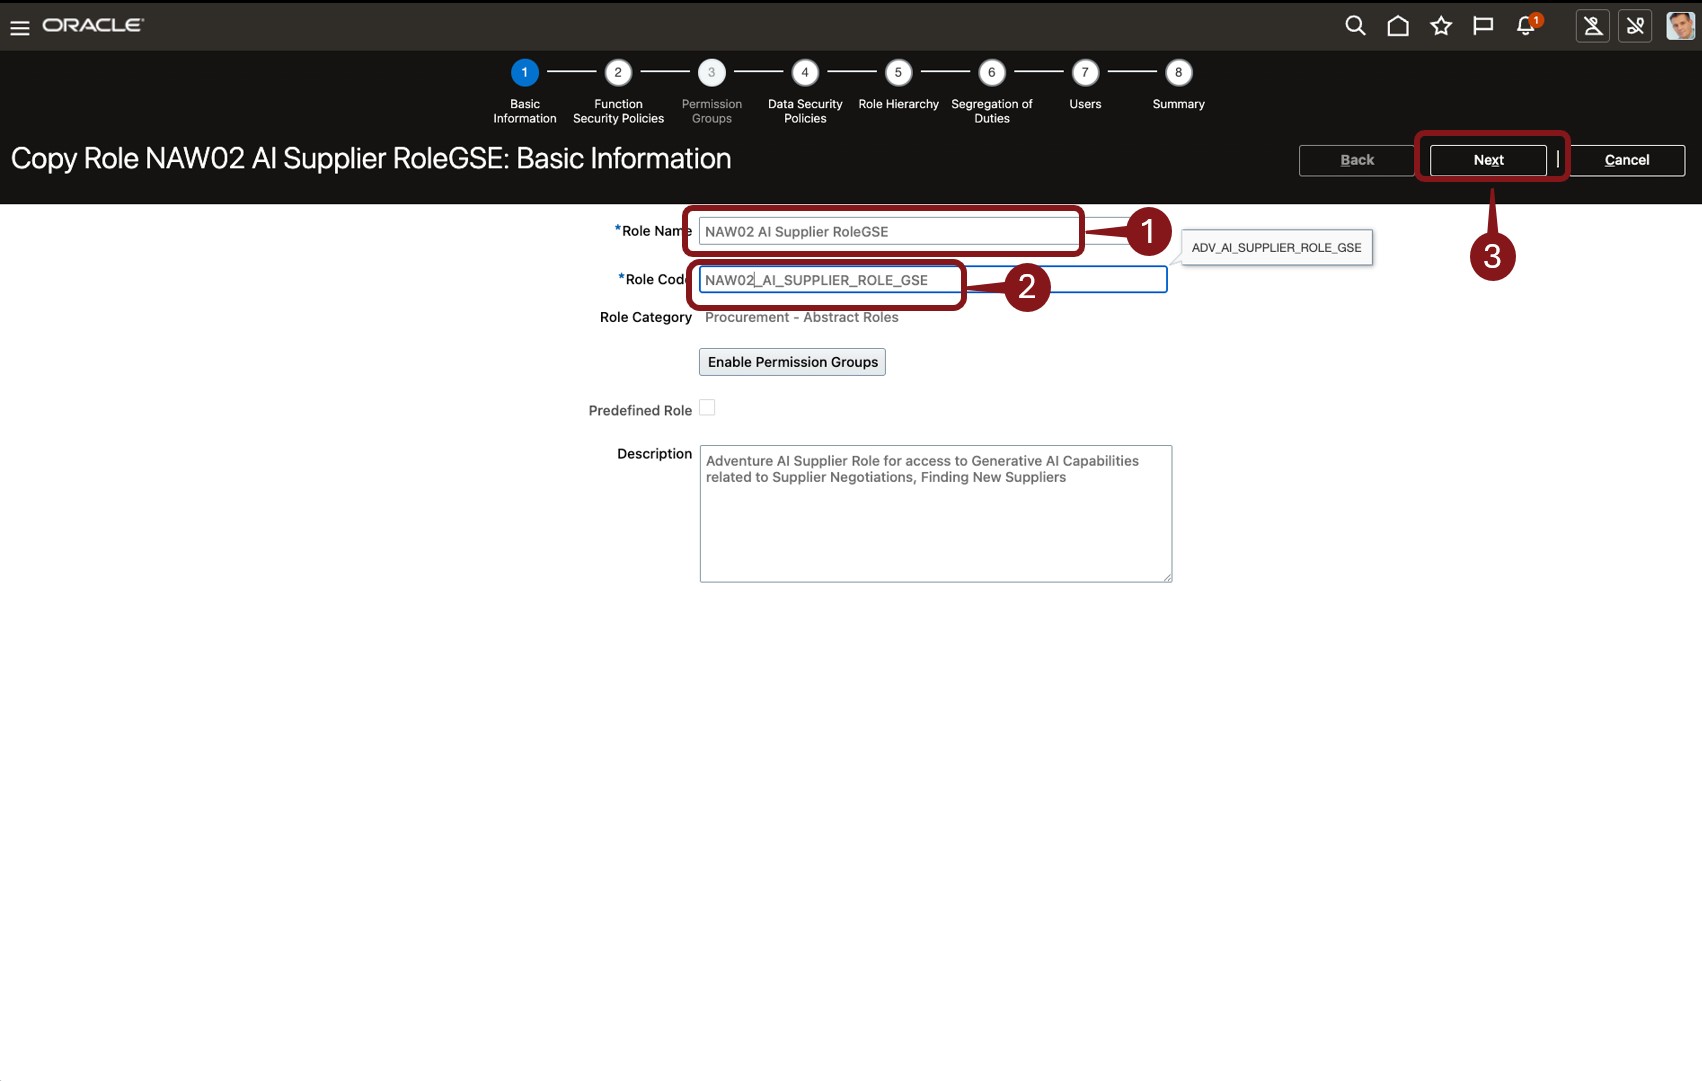 ORACLE
1
1
2
3
4
5
6
7
8
Basic
Information
Function
Security Policies
Permission
Groups
Data Security
Policies
Role Hierarchy
Segregation of
Duties
Users
Summary
Copy Role NAW02 AI Supplier RoleGSE: Basic Information
Back
Next
Cancel
3
*Role Name
NAW02 AI Supplier RoleGSE
1
ADV_AI_SUPPLIER_ROLE_GSE
*Role Code
NAW02_AI_SUPPLIER_ROLE_GSE
2
Role Category
Procurement - Abstract Roles
Enable Permission Groups
Predefined Role
Description
Adventure AI Supplier Role for access to Generative AI Capabilities
related to Supplier Negotiations, Finding New Suppliers